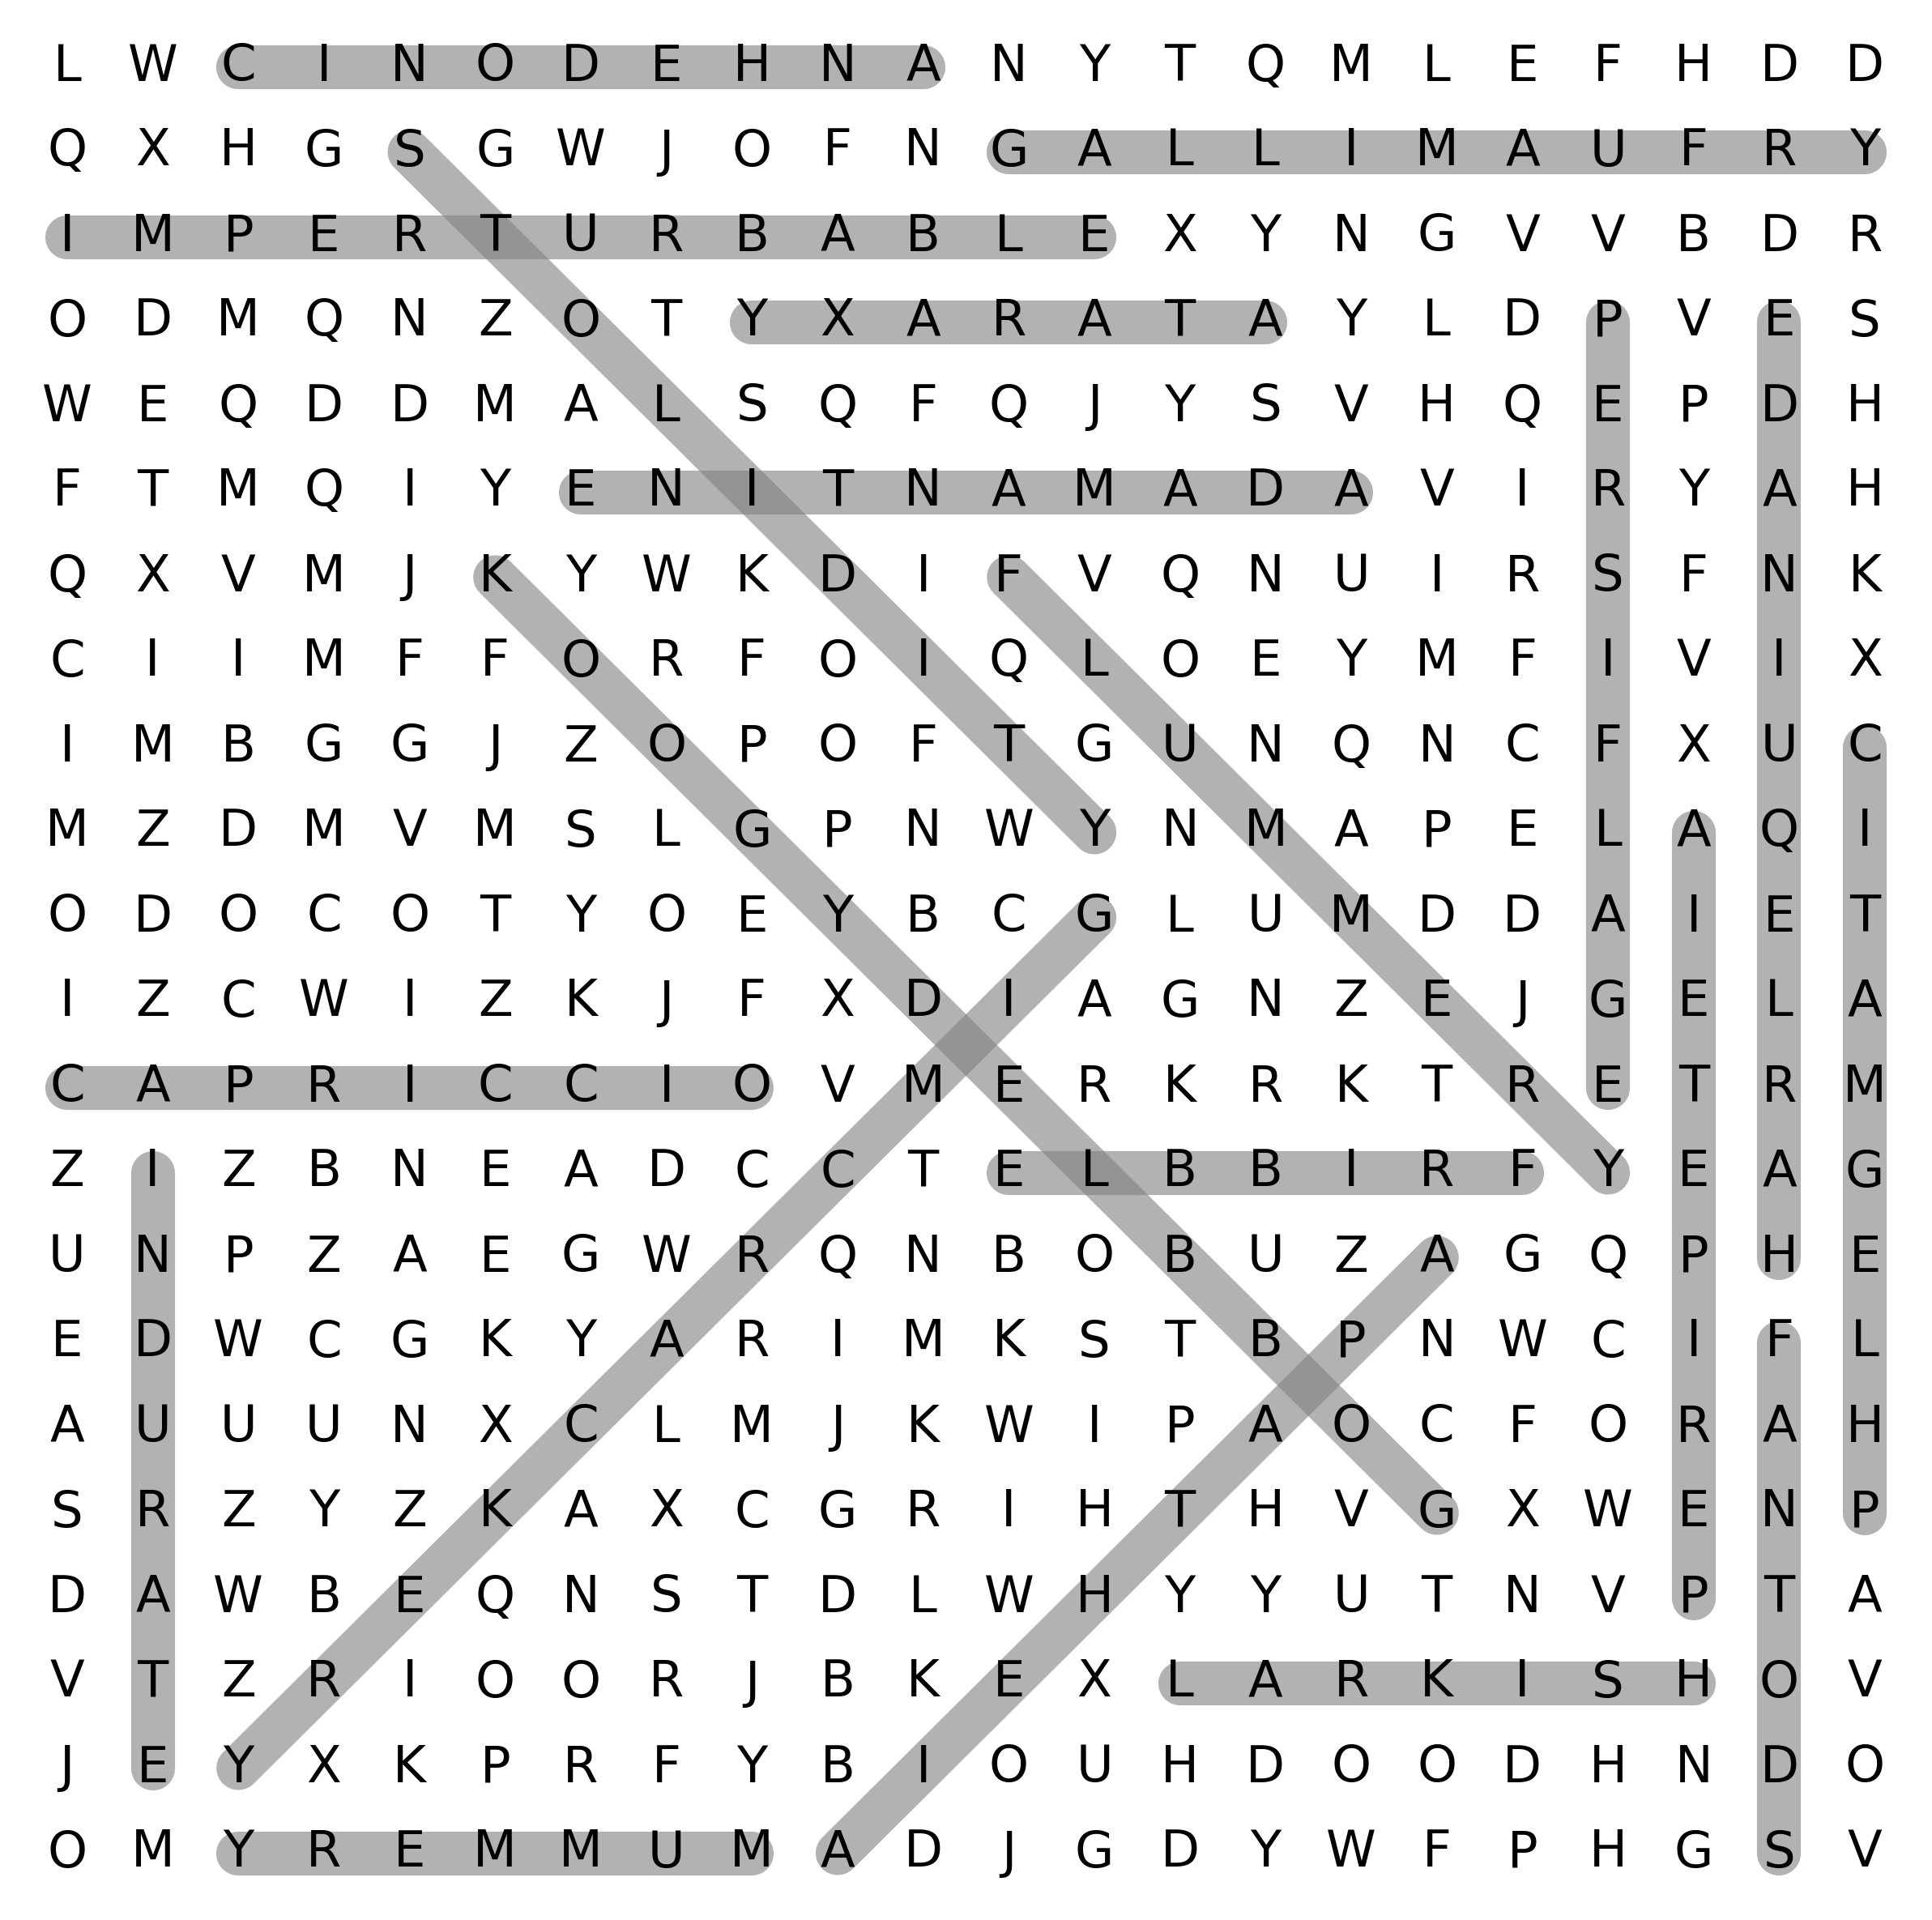 L W C I N O D E H N A N Y T Q M L E F H D D
Q X H G S G W J O F N G A L L I M A U F R Y
I M P E R T U R B A B L E X Y N G V V B D R
O D M Q N Z O T Y X A R A T A Y L D P V E S
W E Q D D M A L S Q F Q J Y S V H Q E P D H
F T M Q I Y E N I T N A M A D A V I R Y A H
Q X V M J K Y W K D I F V Q N U I R S F N K
C I I M F F O R F O I Q L O E Y M F I V I X
I M B G G J Z O P O F T G U N Q N C F X U C
M Z D M V M S L G P N W Y N M A P E L A Q I
O D O C O T Y O E Y B C G L U M D D A I E T
I Z C W I Z K J F X D I A G N Z E J G E L A
C A P R I C C I O V M E R K R K T R E T R M
Z I Z B N E A D C C T E L B B I R F Y E A G
U N P Z A E G W R Q N B O B U Z A G Q P H E
E D W C G K Y A R I M K S T B P N W C I F L
A U U U N X C L M J K W I P A O C F O R A H
S R Z Y Z K A X C G R I H T H V G X W E N P
D A W B E Q N S T D L W H Y Y U T N V P T A
V T Z R I O O R J B K E X L A R K I S H O V
J E Y X K P R F Y B I O U H D O O D H N D O
O M Y R E M M U M A D J G D Y W F P H G S V